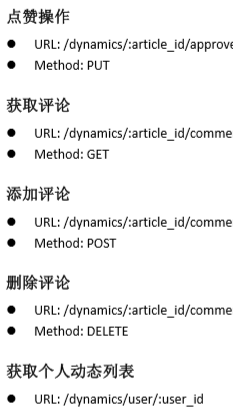 点赞操作
● URL: /dynamics/:article_id/approve
● Method: PUT
获取评论
● URL: /dynamics/:article_id/comme
● Method: GET
添加评论
● URL: /dynamics/:article_id/comme
● Method: POST
删除评论
● URL: /dynamics/:article_id/comme
● Method: DELETE
获取个人动态列表
● URL: /dynamics/user/:user_id